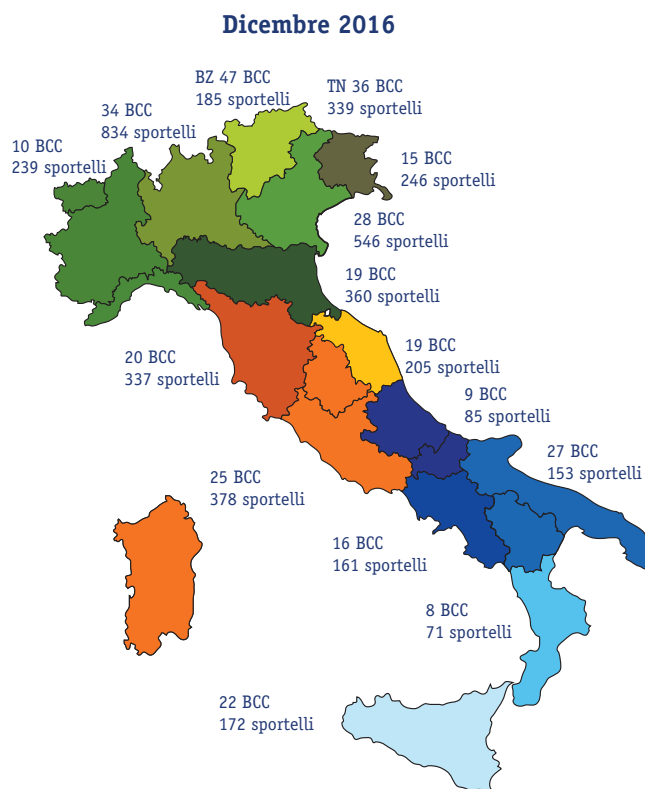 Dicembre 2016
BZ 47 BCC
185 sportelli
TN 36 BCC
339 sportelli
34 BCC
834 sportelli
10 BCC
239 sportelli
15 BCC
246 sportelli
28 BCC
546 sportelli
19 BCC
360 sportelli
20 BCC
337 sportelli
19 BCC
205 sportelli
9 BCC
85 sportelli
27 BCC
153 sportelli
25 BCC
378 sportelli
16 BCC
161 sportelli
8 BCC
71 sportelli
22 BCC
172 sportelli